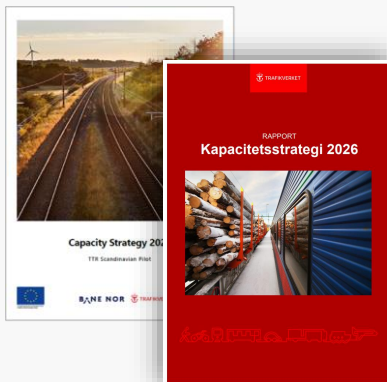 Capacity Strategy 202
TTR Scandinavian Pilot
BANE NOR
TRAFIKVERKET
RAPPORT
Kapacitetsstrategi 2026